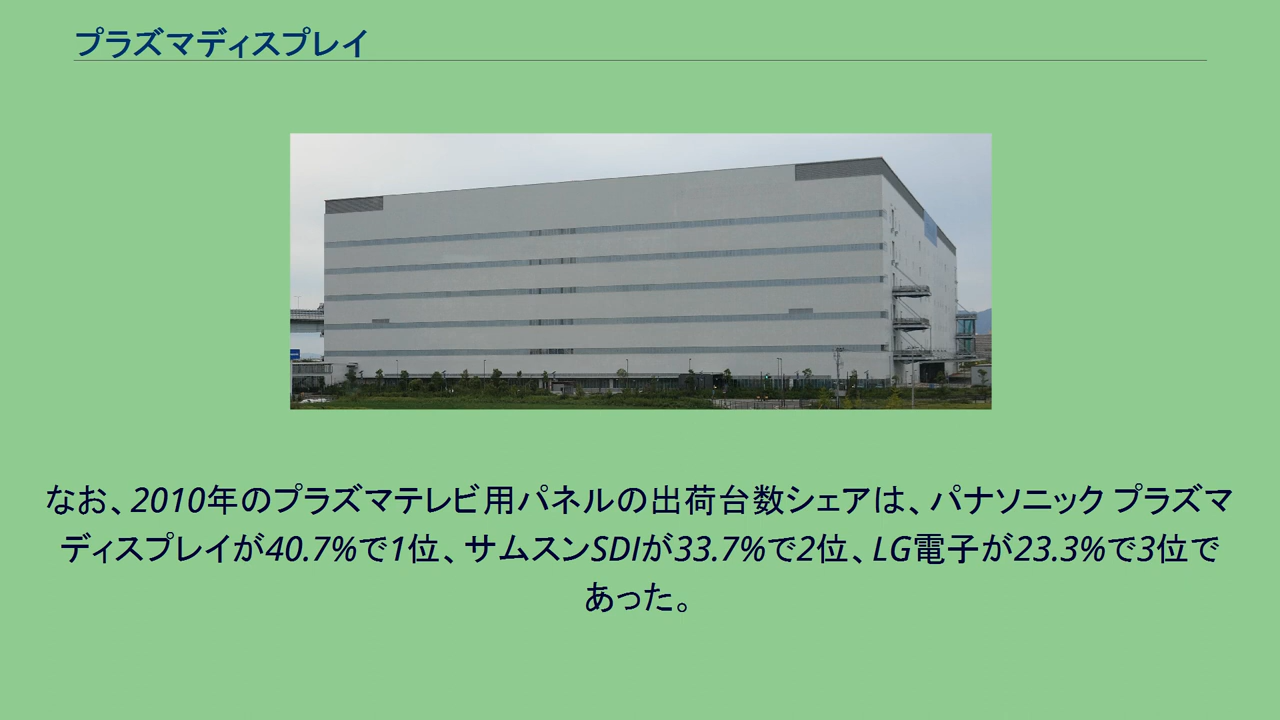 プラズマディスプレイ
なお、2010年のプラズマテレビ用パネルの出荷台数シェアは、パナソニック プラズマ
ディスプレイが40.7%で1位、サムスンSDIが33.7%で2位、LG電子が23.3%で3位で
あった。